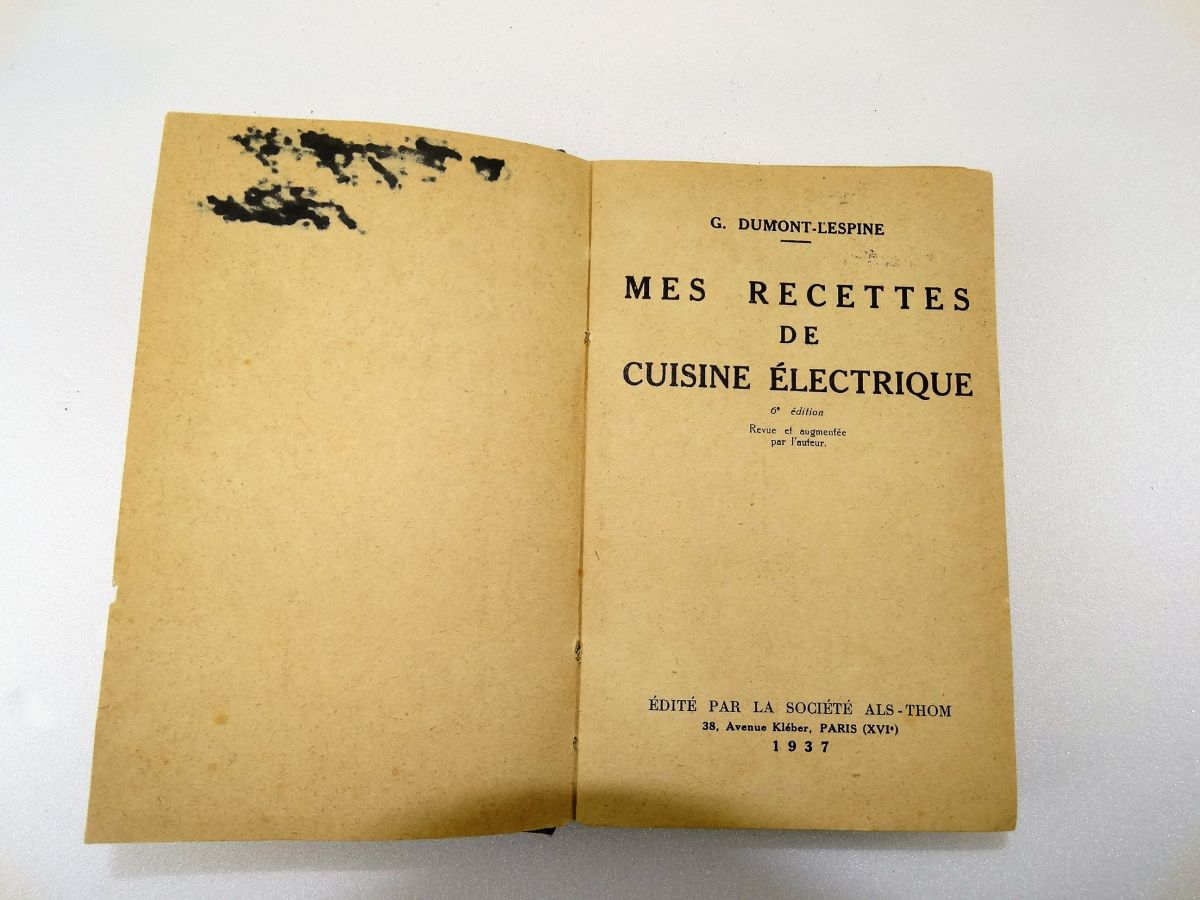 G. DUMONT-L'ESPINE
MES RECETTES
DE
CUISINE ÉLECTRIQUE
6e édition
Revue et augmentée
par l'auteur.
ÉDITÉ PAR LA SOCIÉTÉ ALS-THOM
38, Avenue Kléber, PARIS (XVIe)
1937